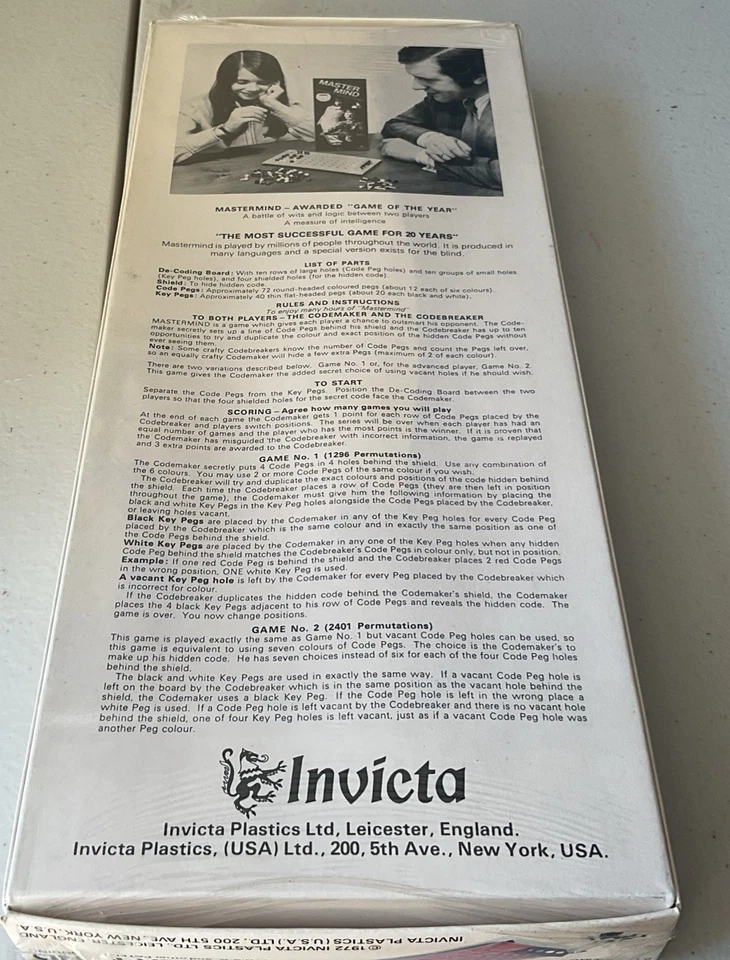 MASTER
MIND
MASTERMIND – AWARDED "GAME OF THE YEAR"
A battle of wits and logic between two players
A measure of intelligence
"THE MOST SUCCESSFUL GAME FOR 20 YEARS"
Mastermind is played by millions of people throughout the world. It is produced in
many languages and a special version exists for the blind.
LIST OF PARTS
De-Coding Board: With ten rows of large holes (Code Peg holes) and ten groups of small holes
(Key Peg holes), and four shielded holes (for the hidden code).
Shield: To hide hidden code.
Code Pegs: Approximately 72 round-headed coloured pegs (about 12 each of six colours).
Key Pegs: Approximately 40 thin flat-headed pegs (about 20 each black and white).
RULES AND INSTRUCTIONS
To enjoy many hours of "Mastermind"
TO BOTH PLAYERS – THE CODEMAKER AND THE CODEBREAKER
MASTERMIND is a game which gives each player a chance to outsmart his opponent. The Code-
maker secretly sets up a line of Code Pegs behind his shield and the Codebreaker has up to ten
opportunities to try and duplicate the colour and exact position of the hidden Code Pegs without
ever seeing them.
Note: Some crafty Codebreakers know the number of Code Pegs and count the Pegs left over,
so an equally crafty Codemaker will hide a few extra Pegs (maximum of 2 of each colour).
There are two variations described below. Game No. 1 or, for the advanced player, Game No. 2.
This game gives the Codemaker the added secret choice of using vacant holes if he should wish.
TO START
Separate the Code Pegs from the Key Pegs. Position the De-Coding Board between the two
players so that the four shielded holes for the secret code face the Codemaker.
SCORING – Agree how many games you will play
At the end of each game the Codemaker gets 1 point for each row of Code Pegs placed by the
Codebreaker and players switch positions. The series will be over when each player has had an
equal number of games and the player who has the most points is the winner. If it is proven that
the Codemaker has misguided the Codebreaker with incorrect information, the game is replayed
and 3 extra points are awarded to the Codebreaker.
GAME No. 1 (1296 Permutations)
The Codemaker secretly puts 4 Code Pegs in 4 holes behind the shield. Use any combination of
the 6 colours. You may use 2 or more Code Pegs of the same colour if you wish.
The Codebreaker will try and duplicate the exact colours and positions of the code hidden behind
the shield. Each time the Codebreaker places a row of Code Pegs (they are then left in position
throughout the game), the Codemaker must give him the following information by placing the
black and white Key Pegs in the Key Peg holes alongside the Code Pegs placed by the Codebreaker,
or leaving holes vacant.
Black Key Pegs are placed by the Codemaker in any of the Key Peg holes for every Code Peg
placed by the Codebreaker which is the same colour and in exactly the same position as one of
the Code Pegs behind the shield.
White Key Pegs are placed by the Codemaker in any one of the Key Peg holes when any hidden
Code Peg behind the shield matches the Codebreaker's Code Pegs in colour only, but not in position.
Example: If one red Code Peg is behind the shield and the Codebreaker places 2 red Code Pegs
in the wrong position, ONE white Key Peg is used.
A vacant Key Peg hole is left by the Codemaker for every Peg placed by the Codebreaker which
is incorrect for colour.
If the Codebreaker duplicates the hidden code behind the Codemaker's shield, the Codemaker
places the 4 black Key Pegs adjacent to his row of Code Pegs and reveals the hidden code. The
game is over. You now change positions.
GAME No. 2 (2401 Permutations)
This game is played exactly the same as Game No. 1 but vacant Code Peg holes can be used, so
this game is equivalent to using seven colours of Code Pegs. The choice is the Codemaker's to
make up his hidden code. He has seven choices instead of six for each of the four Code Peg holes
behind the shield.
The black and white Key Pegs are used in exactly the same way. If a vacant Code Peg hole is
left on the board by the Codebreaker which is in the same position as the vacant hole behind the
shield, the Codemaker uses a black Key Peg. If the Code Peg hole is left in the wrong place a
white Peg is used. If a Code Peg hole is left vacant by the Codebreaker and there is no vacant hole
behind the shield, one of four Key Peg holes is left vacant, just as if a vacant Code Peg hole was
another Peg colour.
Invicta
Invicta Plastics Ltd, Leicester, England.
Invicta Plastics, (USA) Ltd., 200, 5th Ave., New York, USA.
© 1972 INVICTA PLASTICS LTD., LEICESTER, ENGLAND
INVICTA PLASTICS (U.S.A.) LTD., 200 5TH AVE. NEW YORK. U.S.A.